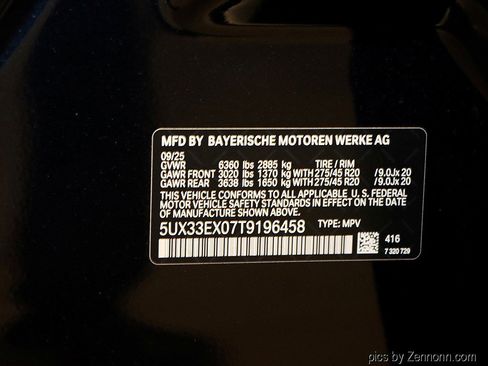 MFD BY BAYERISCHE MOTOREN WERKE AG
09/25
GVWR 6360 lbs 2885 kg TIRE / RIM
GAWR FRONT 3020 lbs 1370 kg WITH 275/45 R20 / 9.0Jx 20
GAWR REAR 3638 lbs 1650 kg WITH 275/45 R20 / 9.0Jx 20
THIS VEHICLE CONFORMS TO ALL APPLICABLE U. S. FEDERAL
MOTOR VEHICLE SAFETY STANDARDS IN EFFECT ON THE DATE
OF MANUFACTURE SHOWN ABOVE.
5UX33EX07T9196458 TYPE: MPV
416
7 320 729
pics by Zennonn.com